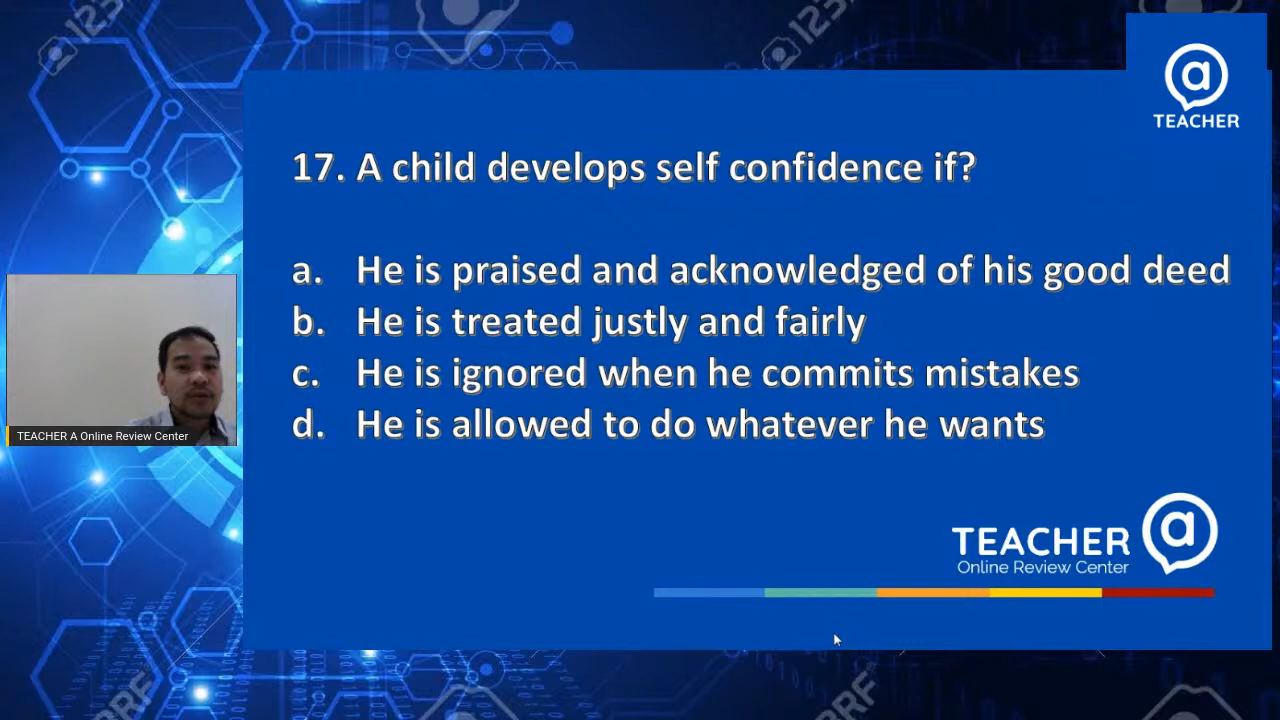 TEACHER
17. A child develops self confidence if?
a. He is praised and acknowledged of his good deed
b. He is treated justly and fairly
c. He is ignored when he commits mistakes
d. He is allowed to do whatever he wants
TEACHER A Online Review Center
TEACHER
Online Review Center